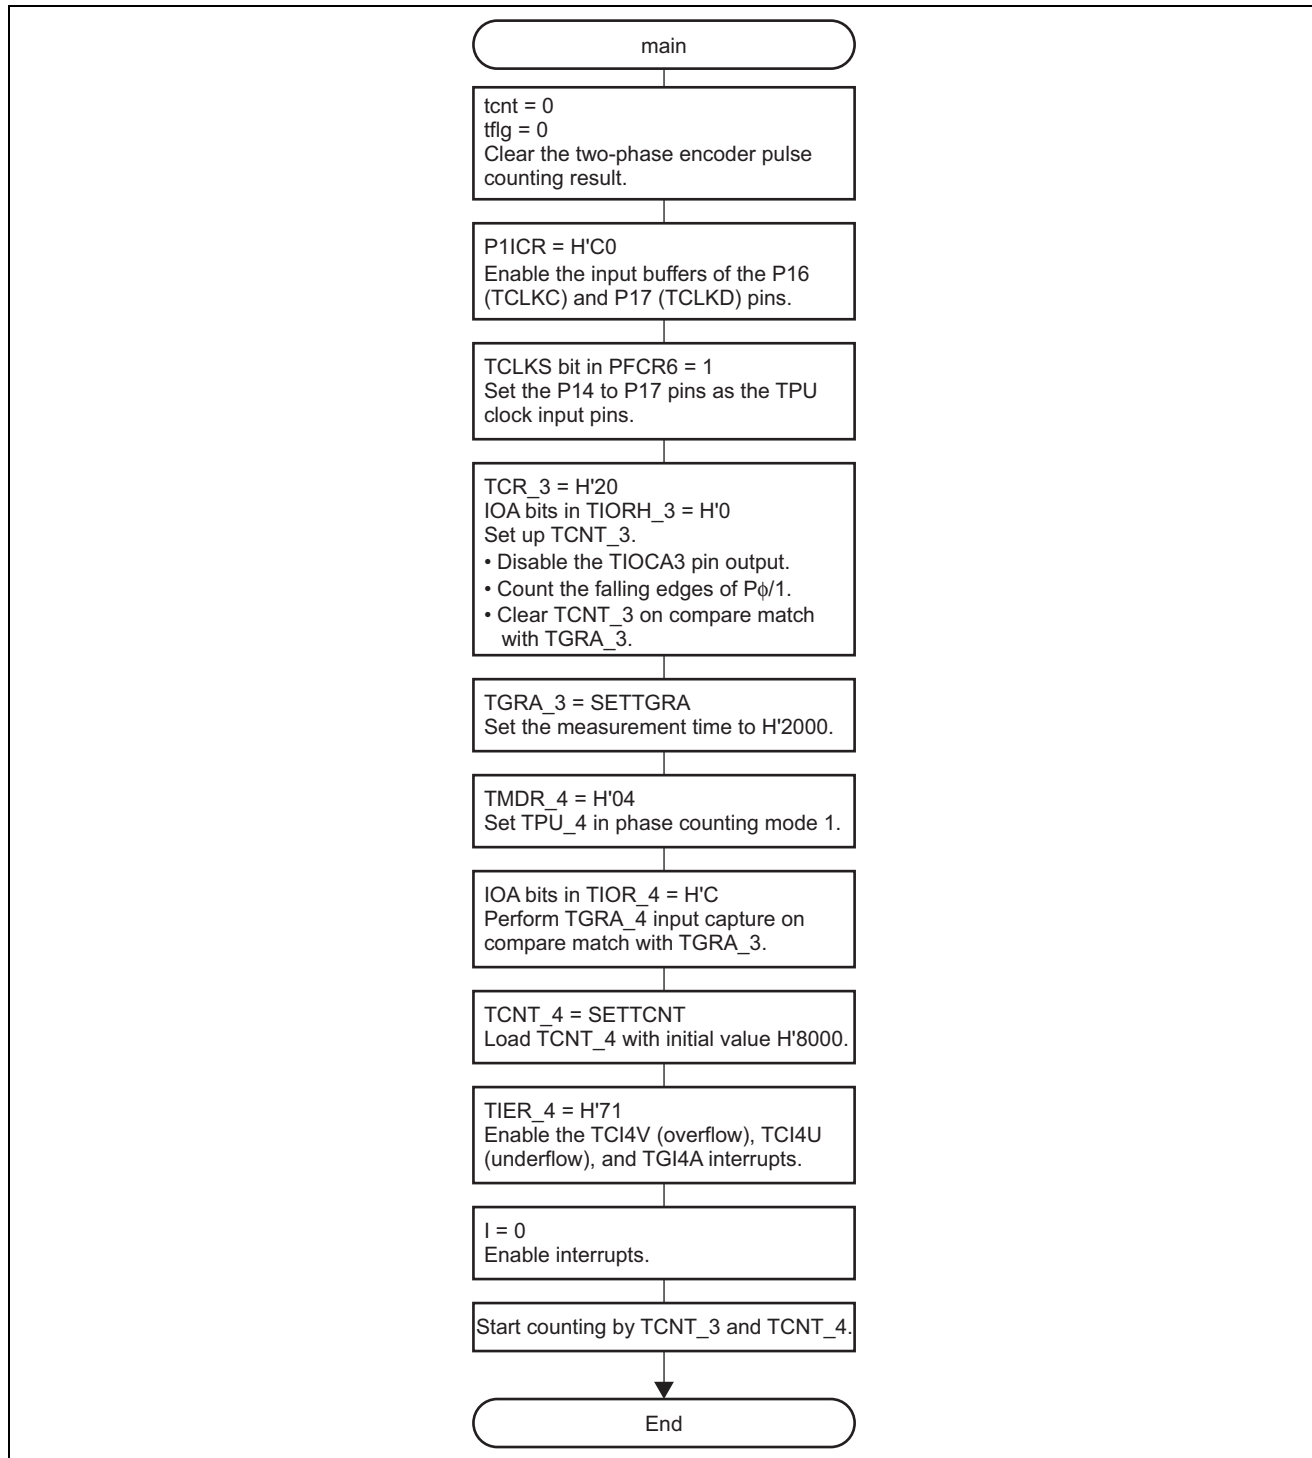 main
tcnt = 0
tflg = 0
Clear the two-phase encoder pulse
counting result.
P1ICR = H'C0
Enable the input buffers of the P16
(TCLKC) and P17 (TCLKD) pins.
TCLKS bit in PFCR6 = 1
Set the P14 to P17 pins as the TPU
clock input pins.
TCR_3 = H'20
IOA bits in TIORH_3 = H'0
Set up TCNT_3.
• Disable the TIOCA3 pin output.
• Count the falling edges of Pϕ/1.
• Clear TCNT_3 on compare match
with TGRA_3.
TGRA_3 = SETTGRA
Set the measurement time to H'2000.
TMDR_4 = H'04
Set TPU_4 in phase counting mode 1.
IOA bits in TIOR_4 = H'C
Perform TGRA_4 input capture on
compare match with TGRA_3.
TCNT_4 = SETTCNT
Load TCNT_4 with initial value H'8000.
TIER_4 = H'71
Enable the TCI4V (overflow), TCI4U
(underflow), and TGI4A interrupts.
I = 0
Enable interrupts.
Start counting by TCNT_3 and TCNT_4.
End